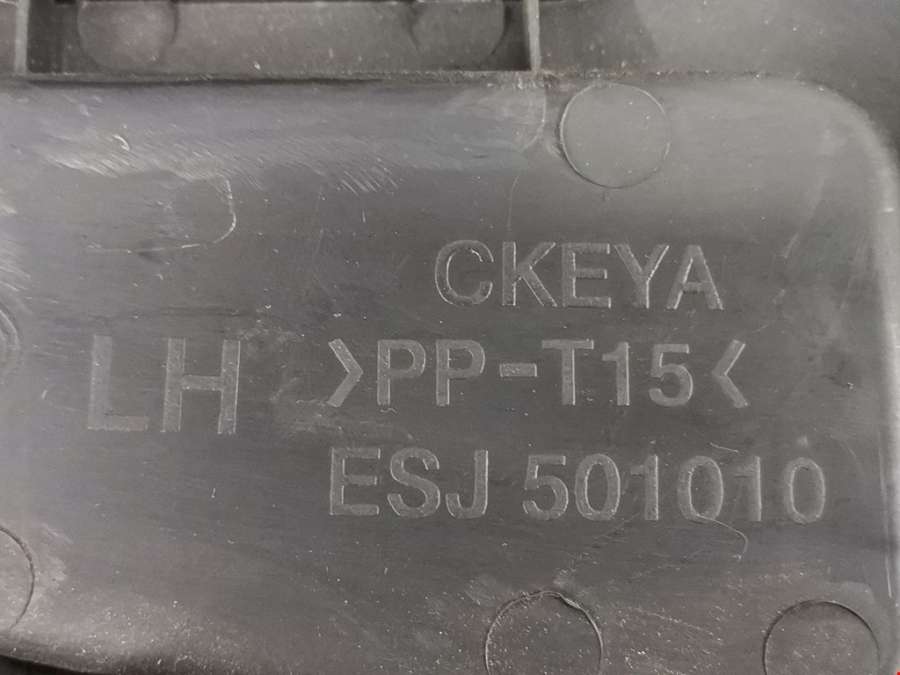 CKEYA
LH >PP-T15<
ESJ 501010